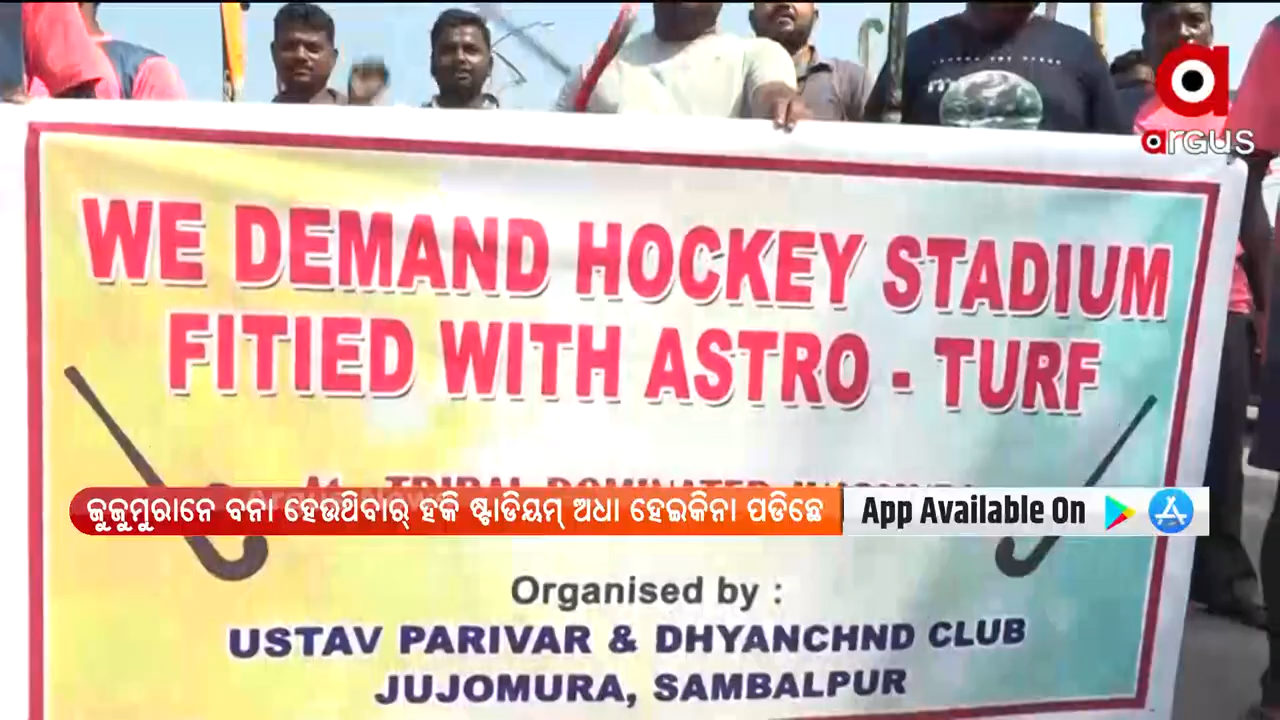 argus
WE DEMAND HOCKEY STADIUM
FITIED WITH ASTRO - TURF
ଜୁଜୁମୁରାନେ ବନା ହେଉଥିବାର୍ ହକି ଷ୍ଟାଡିୟମ୍ ଅଧା ହେଇକିନା ପଡିଛେ
App Available On
Organised by :
USTAV PARIVAR & DHYANCHND CLUB
JUJOMURA, SAMBALPUR